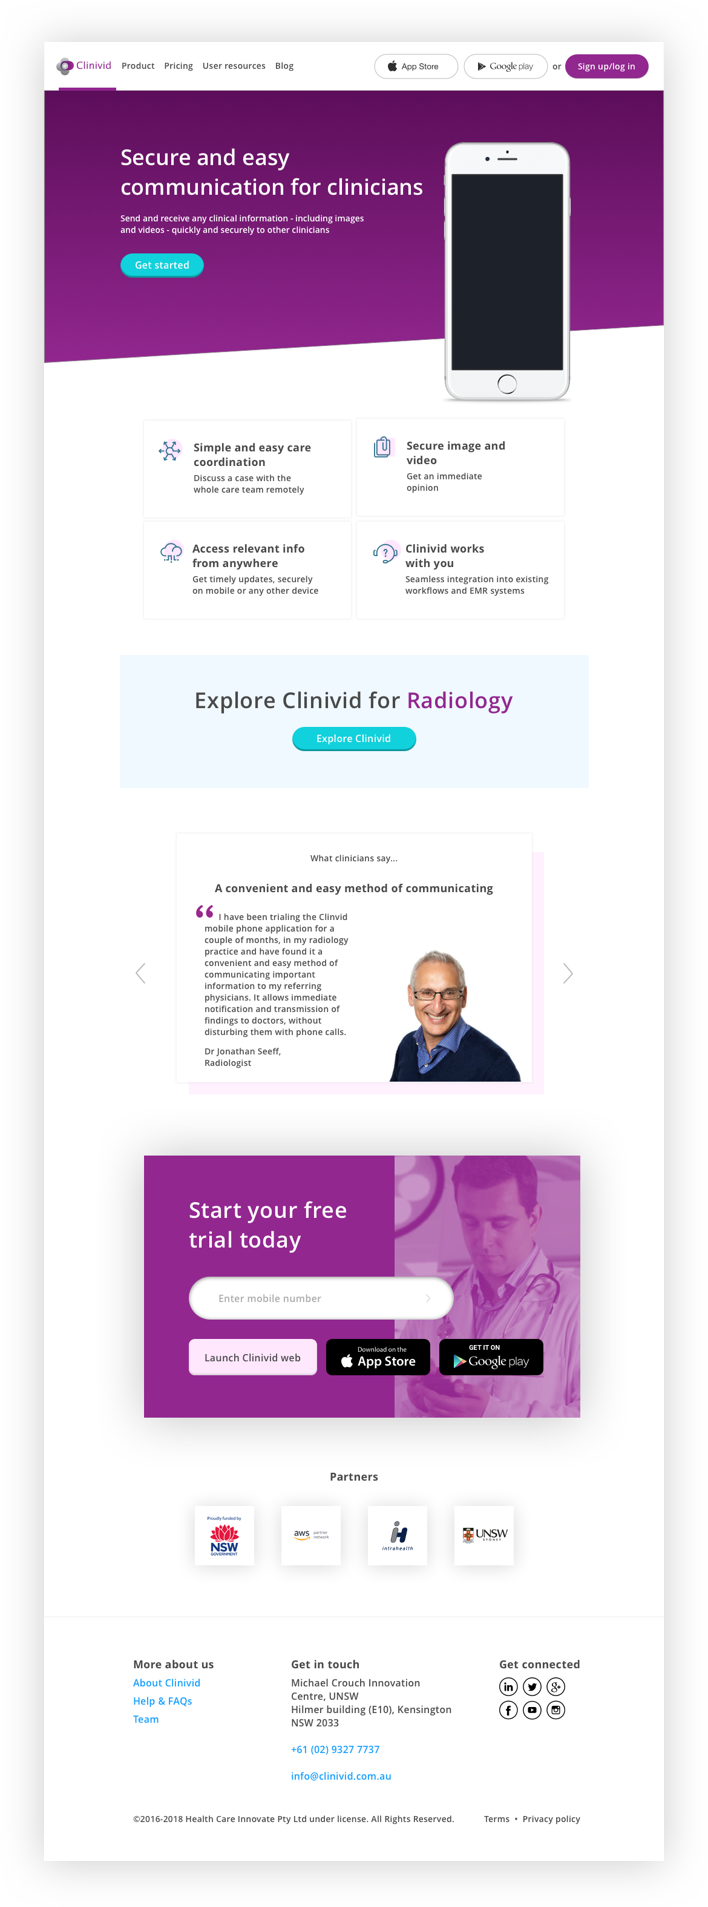 Clinivid Product Pricing User resources Blog App Store Google play or Sign up/log in
Secure and easy
communication for clinicians
Send and receive any clinical information - including images
and videos - quickly and securely to other clinicians
Get started
Simple and easy care
coordination
Discuss a case with the
whole care team remotely
Secure image and
video
Get an immediate
opinion
Access relevant info
from anywhere
Get timely updates, securely
on mobile or any other device
Clinivid works
with you
Seamless integration into existing
workflows and EMR systems
Explore Clinivid for Radiology
Explore Clinivid
What clinicians say...
A convenient and easy method of communicating
“ I have been trialing the Clinvid
mobile phone application for a
couple of months, in my radiology
practice and have found it a
convenient and easy method of
communicating important
information to my referring
physicians. It allows immediate
notification and transmission of
findings to doctors, without
disturbing them with phone calls.
Dr Jonathan Seeff,
Radiologist
Start your free
trial today
Enter mobile number
Launch Clinivid web
Download on the
App Store
GET IT ON
Google play
Partners
Proudly funded by
NSW
GOVERNMENT
aws partner
network
intrahealth
UNSW
SYDNEY
More about us
About Clinivid
Help & FAQs
Team
Get in touch
Michael Crouch Innovation
Centre, UNSW
Hilmer building (E10), Kensington
NSW 2033
+61 (02) 9327 7737
info@clinivid.com.au
Get connected
©2016-2018 Health Care Innovate Pty Ltd under license. All Rights Reserved. Terms • Privacy policy